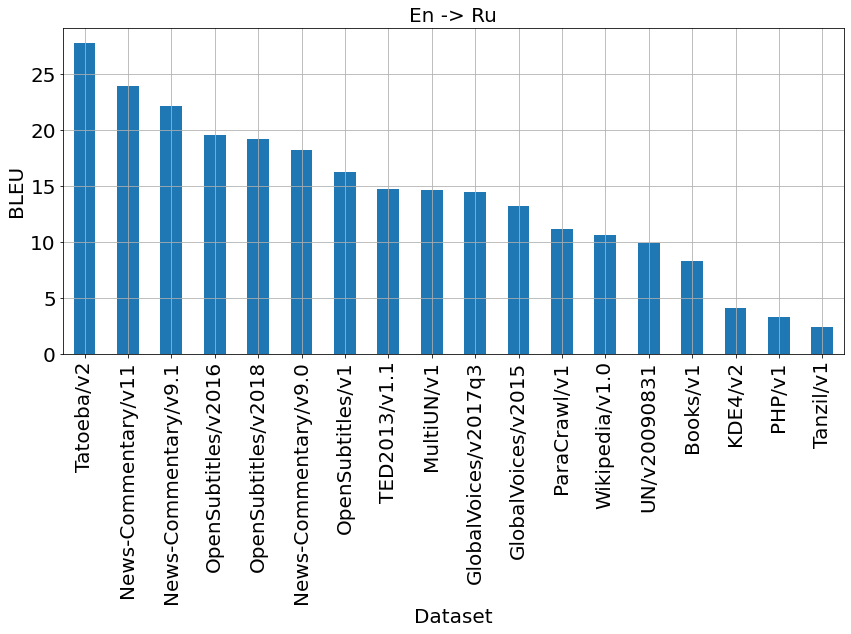 En -> Ru
BLEU
25
20
15
10
5
0
Tatoeba/v2
News-Commentary/v11
News-Commentary/v9.1
OpenSubtitles/v2016
OpenSubtitles/v2018
News-Commentary/v9.0
OpenSubtitles/v1
TED2013/v1.1
MultiUN/v1
GlobalVoices/v2017q3
GlobalVoices/v2015
ParaCrawl/v1
Wikipedia/v1.0
UN/v20090831
Books/v1
KDE4/v2
PHP/v1
Tanzil/v1
Dataset